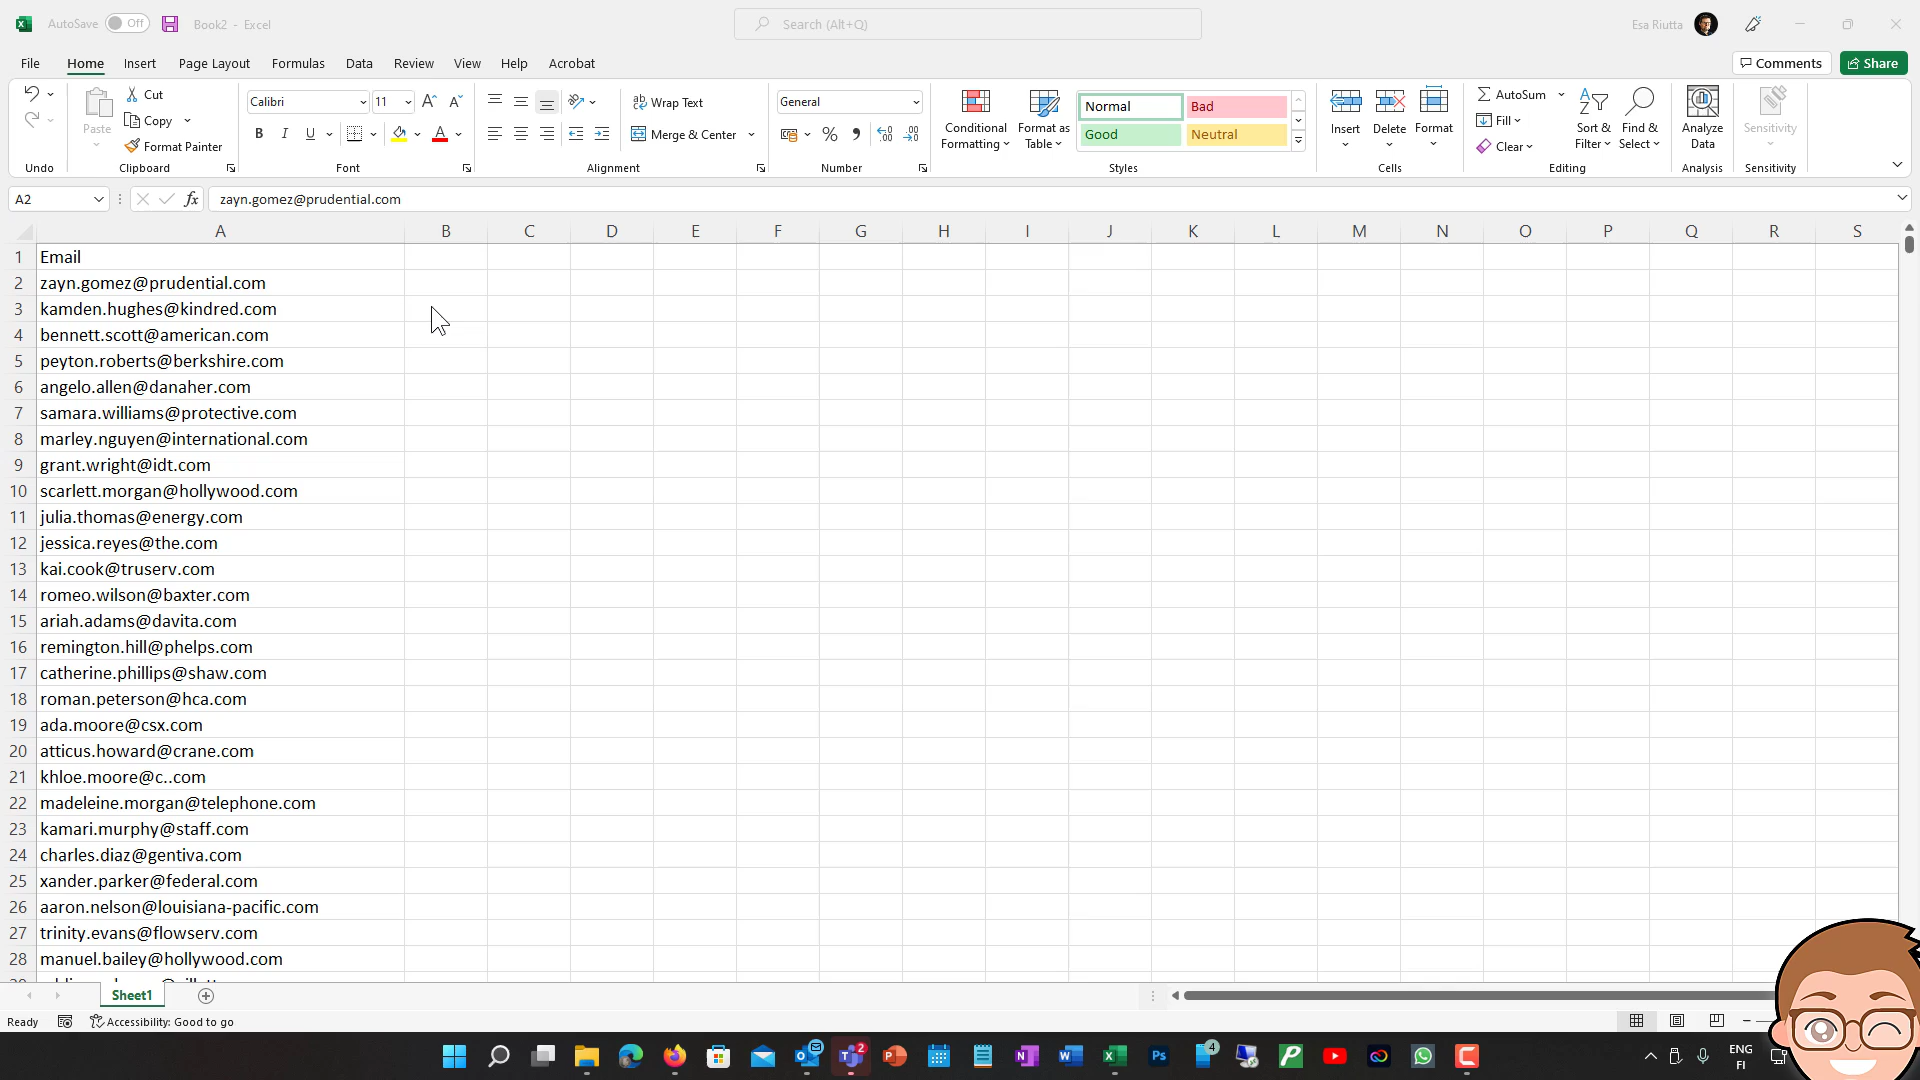 AutoSave Off Book2 - Excel Search (Alt+Q) Esa Riutta
File Home Insert Page Layout Formulas Data Review View Help Acrobat Comments Share
Cut
Copy
Format Painter
Paste
Undo
Clipboard
Calibri 11
B I U
Font
Wrap Text
Merge & Center
Alignment
General
Number
Conditional Formatting
Format as Table
Normal Bad
Good Neutral
Styles
Insert Delete Format
Cells
AutoSum
Fill
Clear
Sort & Filter
Find & Select
Editing
Analyze Data
Analysis
Sensitivity
Sensitivity
A2 fx zayn.gomez@prudential.com
A B C D E F G H I J K L M N O P Q R S
1 Email
2 zayn.gomez@prudential.com
3 kamden.hughes@kindred.com
4 bennett.scott@american.com
5 peyton.roberts@berkshire.com
6 angelo.allen@danaher.com
7 samara.williams@protective.com
8 marley.nguyen@international.com
9 grant.wright@idt.com
10 scarlett.morgan@hollywood.com
11 julia.thomas@energy.com
12 jessica.reyes@the.com
13 kai.cook@truserv.com
14 romeo.wilson@baxter.com
15 ariah.adams@davita.com
16 remington.hill@phelps.com
17 catherine.phillips@shaw.com
18 roman.peterson@hca.com
19 ada.moore@csx.com
20 atticus.howard@crane.com
21 khloe.moore@c..com
22 madeleine.morgan@telephone.com
23 kamari.murphy@staff.com
24 charles.diaz@gentiva.com
25 xander.parker@federal.com
26 aaron.nelson@louisiana-pacific.com
27 trinity.evans@flowserv.com
28 manuel.bailey@hollywood.com
Sheet1
Ready Accessibility: Good to go
2 4 ENG
FI